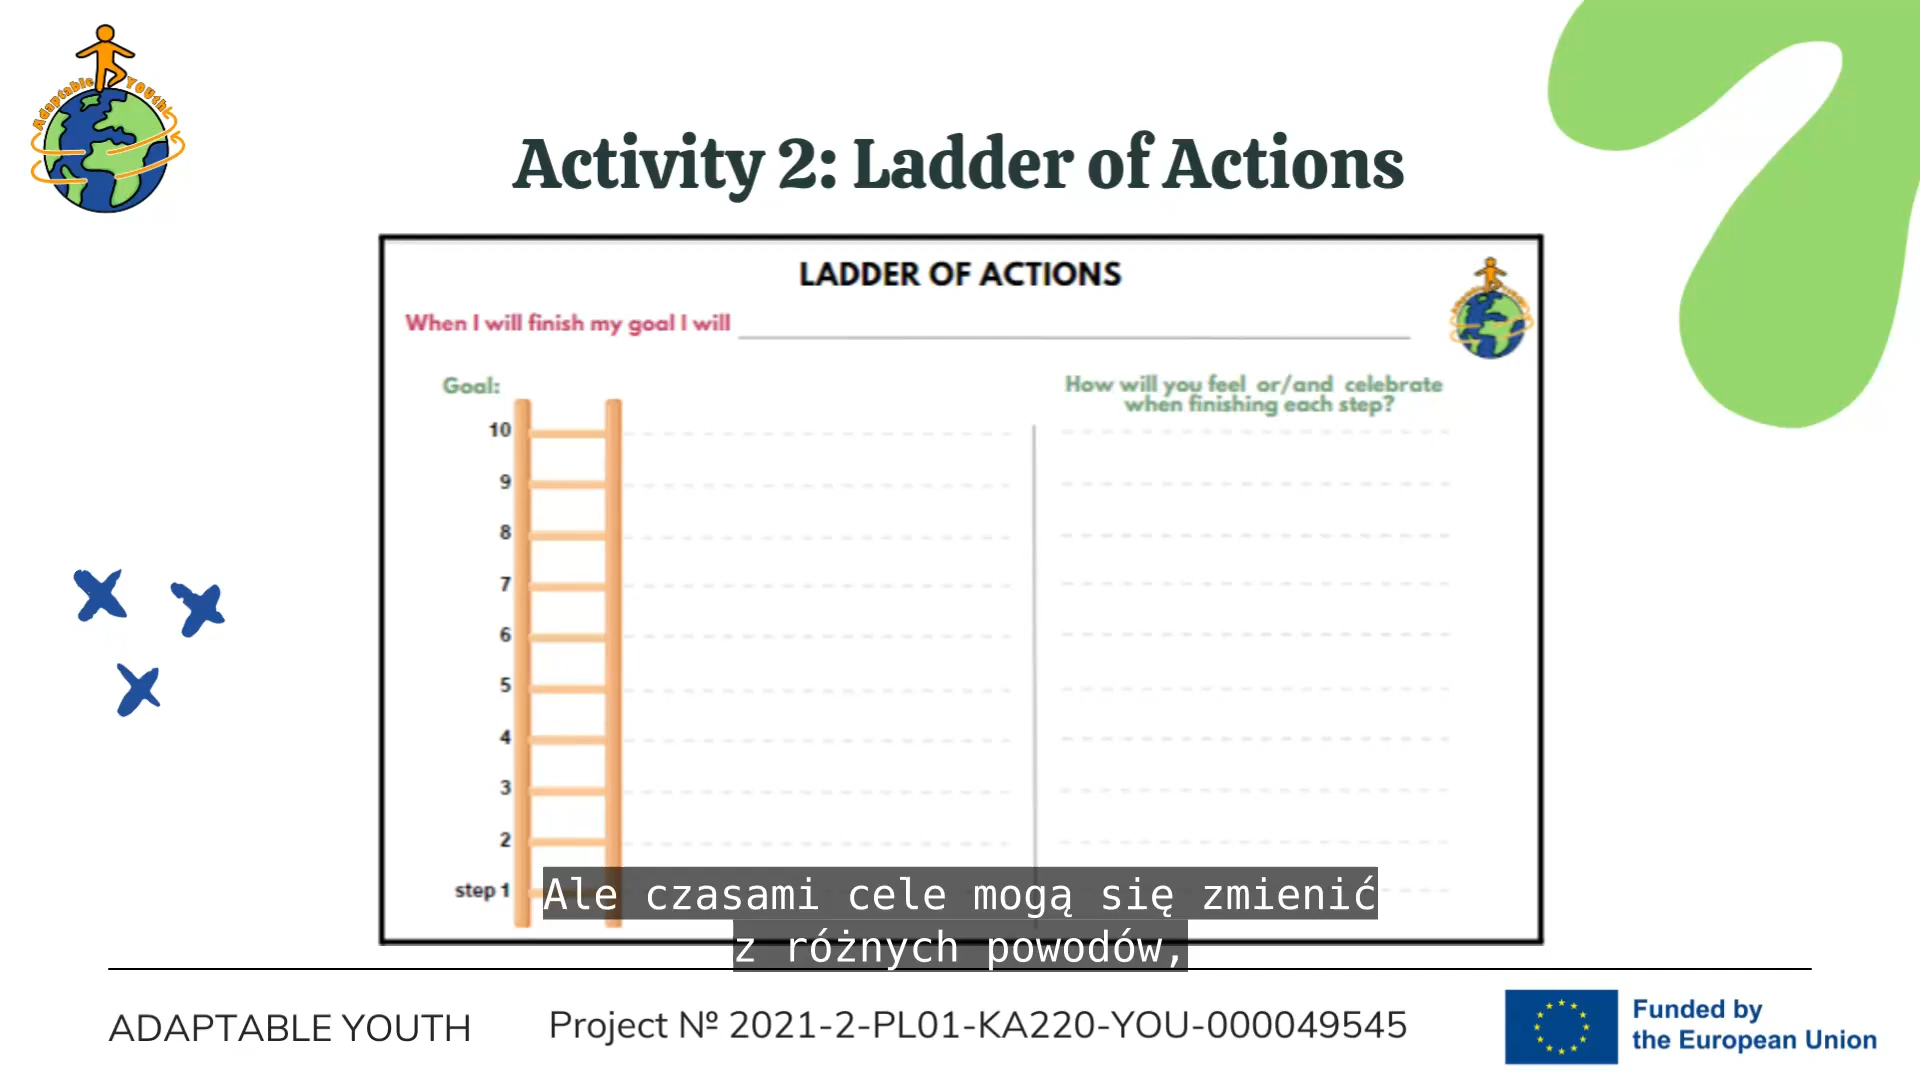 Adaptable YOUth
Activity 2: Ladder of Actions
LADDER OF ACTIONS
When I will finish my goal I will
Goal:
How will you feel or/and celebrate
when finishing each step?
10
9
8
7
6
5
4
3
2
step 1
Ale czasami cele mogą się zmienić
z różnych powodów,
ADAPTABLE YOUTH
Project № 2021-2-PL01-KA220-YOU-000049545
Funded by
the European Union